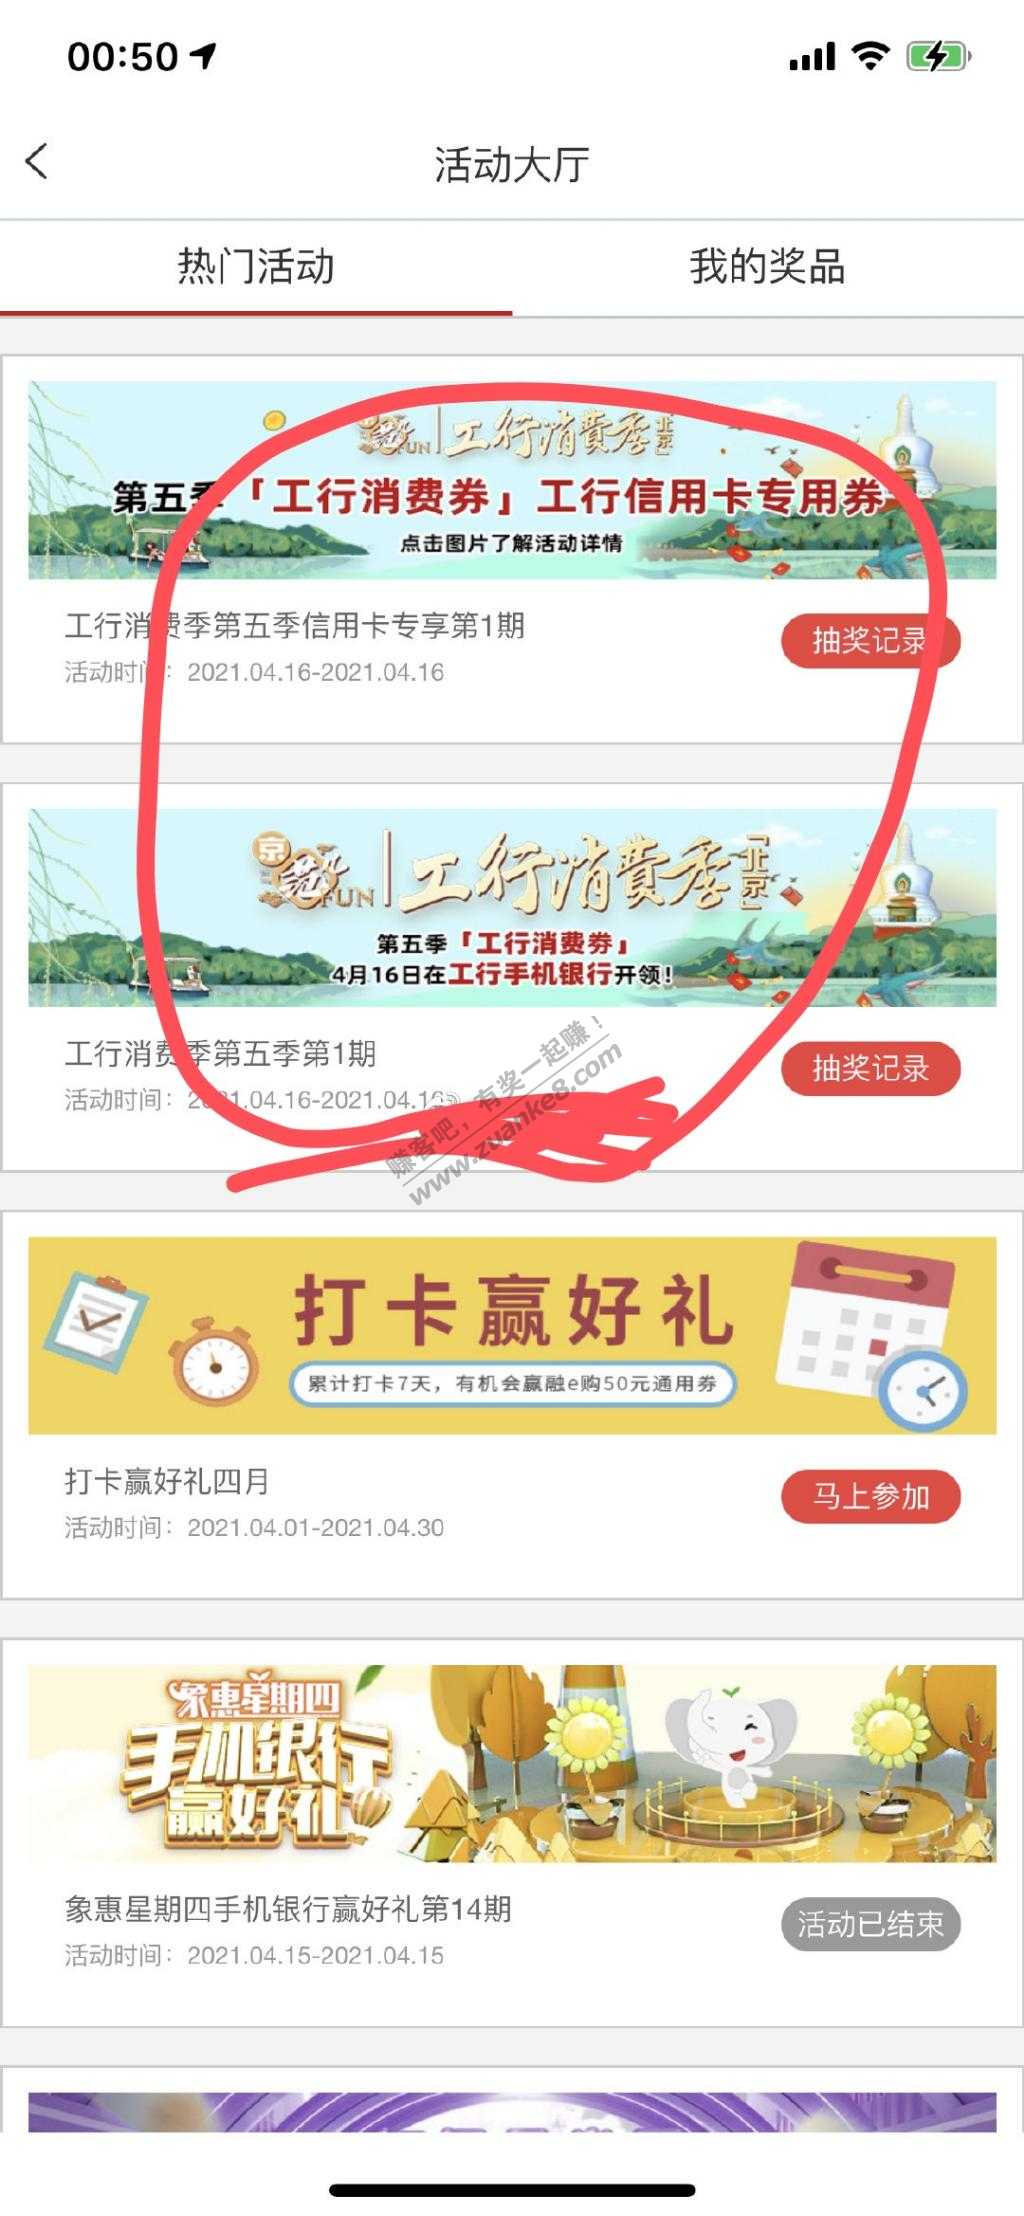 00:50
活动大厅
热门活动 我的奖品
FUN 工行消費季 北京
第五季「工行消费券」工行信用卡专用券
点击图片了解活动详情
工行消费季第五季信用卡专享第1期
抽奖记录
活动时间：2021.04.16-2021.04.16
京 FUN 工行消費季「北京」
第五季「工行消费券」
4月16日在工行手机银行开领！
工行消费季第五季第1期
抽奖记录
活动时间：2021.04.16-2021.04.16
赚客吧，有奖一起赚！
www.zuanke8.com
打卡赢好礼
累计打卡7天，有机会赢融e购50元通用券
打卡赢好礼四月
马上参加
活动时间：2021.04.01-2021.04.30
象惠星期四
手机银行
赢好礼
象惠星期四手机银行赢好礼第14期
活动已结束
活动时间：2021.04.15-2021.04.15